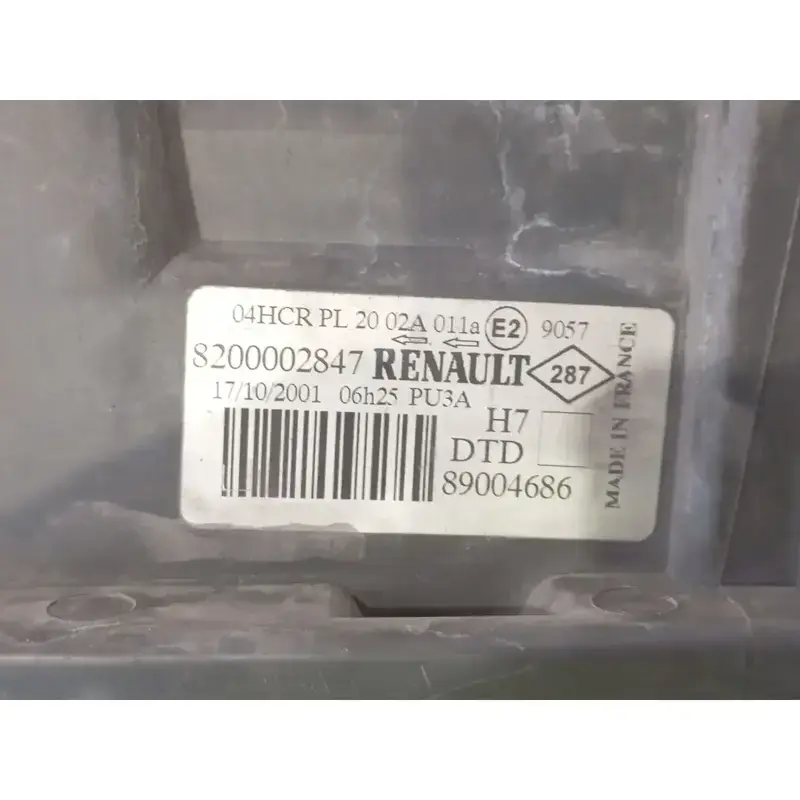 04HCR PL 20 02A 011a E2 9057
8200002847 RENAULT 287
17/10/2001 06h25 PU3A
H7
DTD
89004686
MADE IN FRANCE